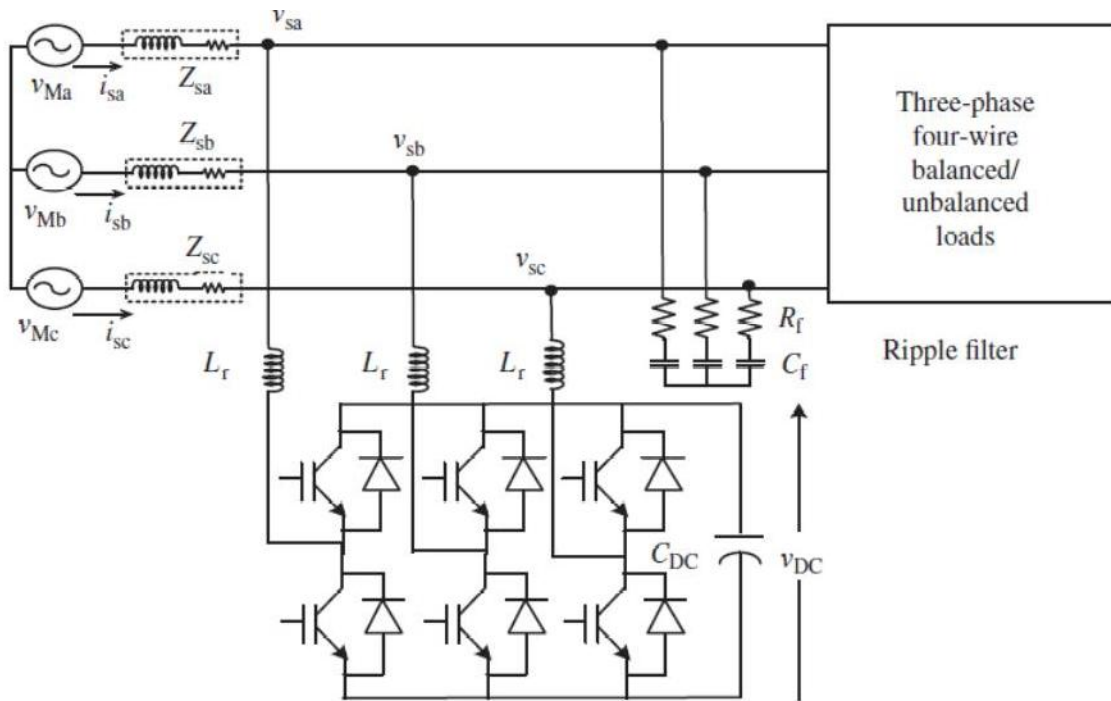 v_sa
v_Ma
i_sa
Z_sa
v_sb
Z_sb
v_Mb
i_sb
v_sc
Z_sc
v_Mc
i_sc
Three-phase
four-wire
balanced/
unbalanced
loads
R_f
C_f
Ripple filter
L_r
L_r
L_r
C_DC
v_DC